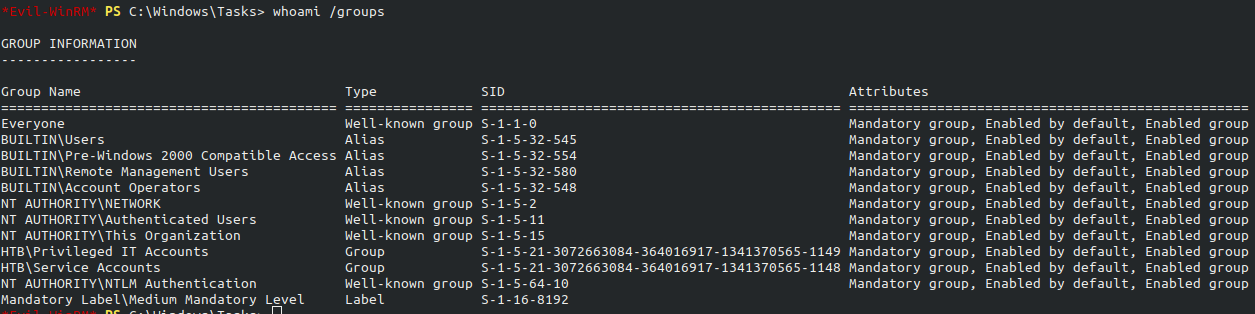 *Evil-WinRM* PS C:\Windows\Tasks> whoami /groups
GROUP INFORMATION
-----------------
Group Name                                 Type             SID                                           Attributes
========================================== ================ ============================================= ==================================================
Everyone                                   Well-known group S-1-1-0                                       Mandatory group, Enabled by default, Enabled group
BUILTIN\Users                              Alias            S-1-5-32-545                                  Mandatory group, Enabled by default, Enabled group
BUILTIN\Pre-Windows 2000 Compatible Access Alias            S-1-5-32-554                                  Mandatory group, Enabled by default, Enabled group
BUILTIN\Remote Management Users            Alias            S-1-5-32-580                                  Mandatory group, Enabled by default, Enabled group
BUILTIN\Account Operators                  Alias            S-1-5-32-548                                  Mandatory group, Enabled by default, Enabled group
NT AUTHORITY\NETWORK                       Well-known group S-1-5-2                                       Mandatory group, Enabled by default, Enabled group
NT AUTHORITY\Authenticated Users           Well-known group S-1-5-11                                      Mandatory group, Enabled by default, Enabled group
NT AUTHORITY\This Organization             Well-known group S-1-5-15                                      Mandatory group, Enabled by default, Enabled group
HTB\Privileged IT Accounts                 Group            S-1-5-21-3072663084-364016917-1341370565-1149 Mandatory group, Enabled by default, Enabled group
HTB\Service Accounts                       Group            S-1-5-21-3072663084-364016917-1341370565-1148 Mandatory group, Enabled by default, Enabled group
NT AUTHORITY\NTLM Authentication           Well-known group S-1-5-64-10                                   Mandatory group, Enabled by default, Enabled group
Mandatory Label\Medium Mandatory Level     Label            S-1-16-8192
*Evil-WinRM* PS C:\Windows\Tasks>